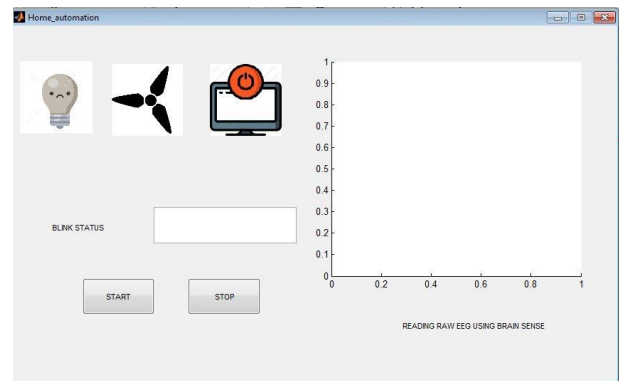 Home_automation
1
0.9
0.8
0.7
0.6
0.5
0.4
0.3
0.2
0.1
0
0 0.2 0.4 0.6 0.8 1
BLINK STATUS
START STOP
READING RAW EEG USING BRAIN SENSE